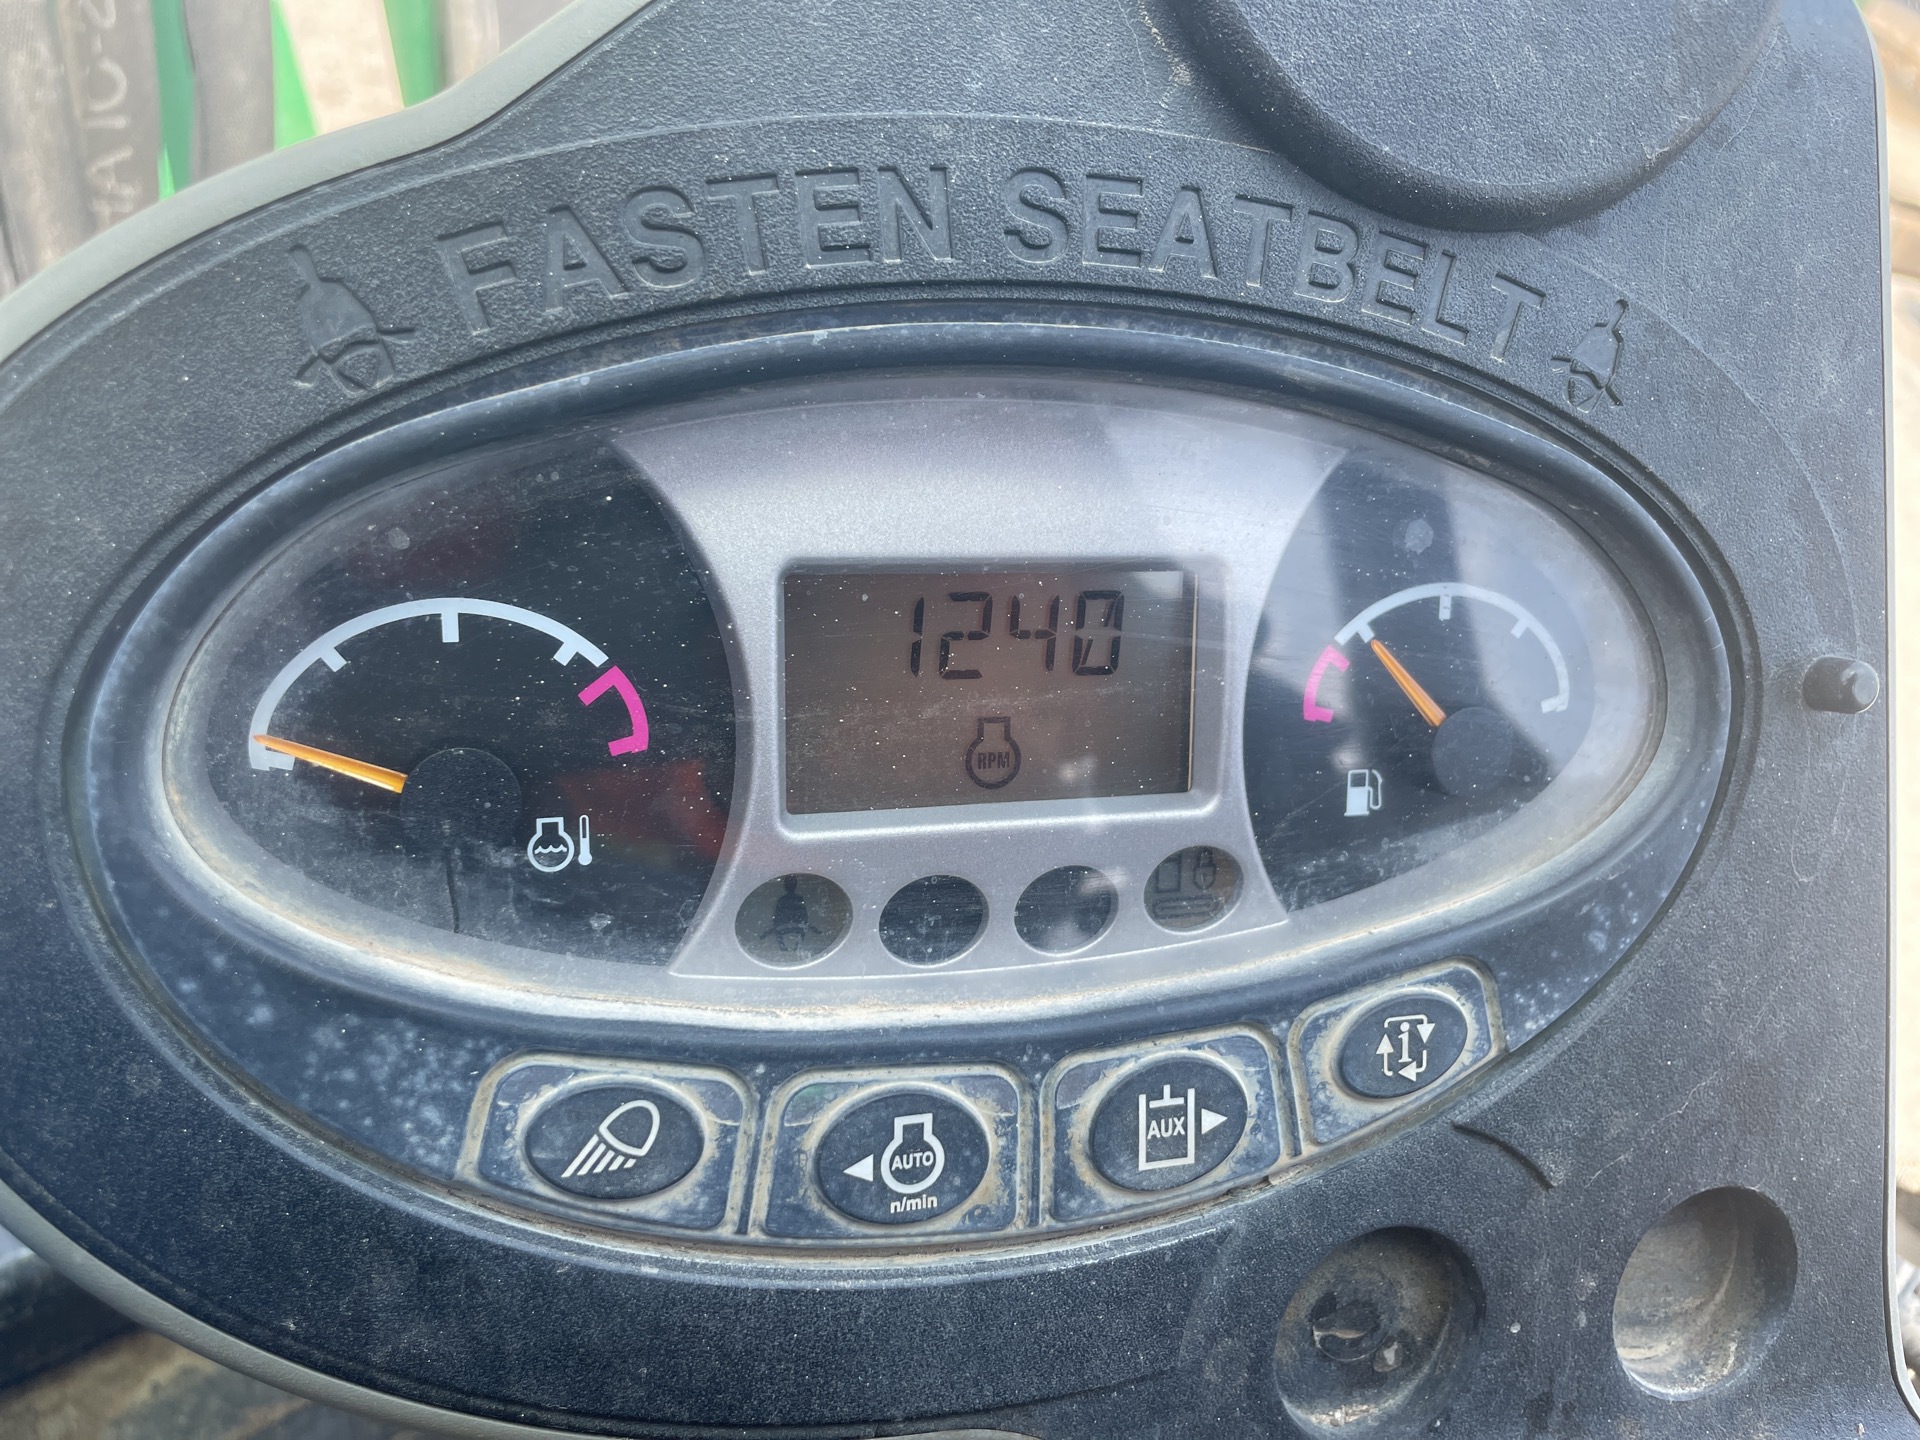 FASTEN SEATBELT
1240
RPM
AUTO
n/min
AUX
i